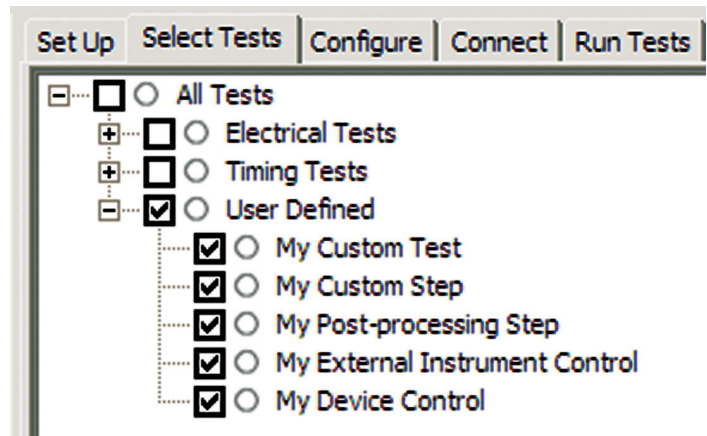 Set Up Select Tests Configure Connect Run Tests
All Tests
Electrical Tests
Timing Tests
User Defined
My Custom Test
My Custom Step
My Post-processing Step
My External Instrument Control
My Device Control